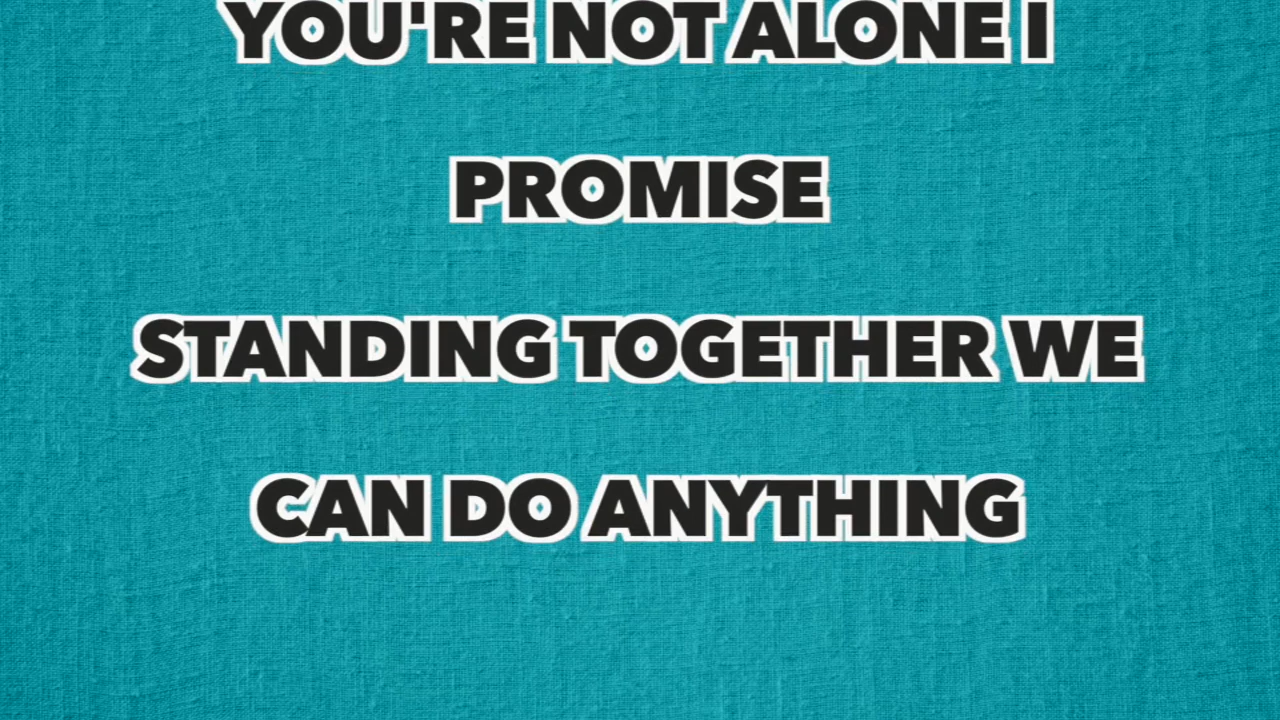 YOU'RE NOT ALONE I
PROMISE
STANDING TOGETHER WE
CAN DO ANYTHING